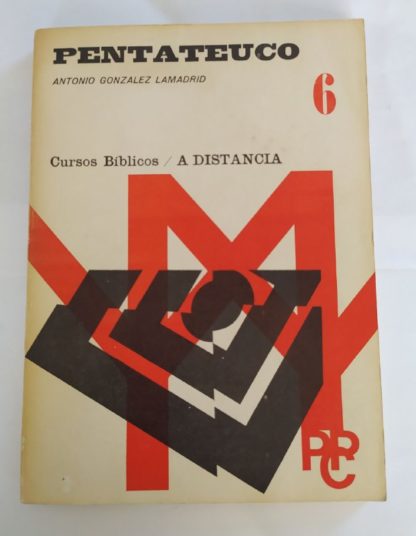 PENTATEUCO
ANTONIO GONZALEZ LAMADRID
6
Cursos Bíblicos / A DISTANCIA
PPC